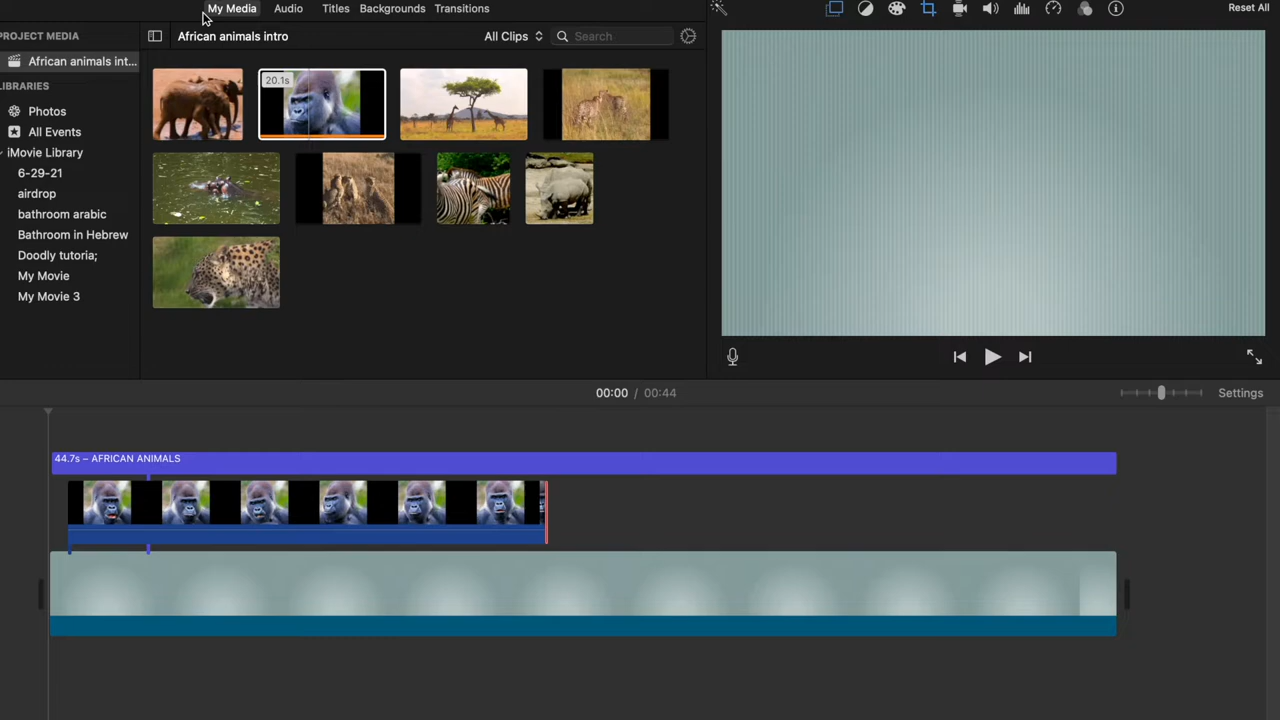 My Media Audio Titles Backgrounds Transitions
Reset All
PROJECT MEDIA
African animals int...
LIBRARIES
Photos
All Events
iMovie Library
6-29-21
airdrop
bathroom arabic
Bathroom in Hebrew
Doodly tutoria;
My Movie
My Movie 3
African animals intro
All Clips
Search
20.1s
00:00 / 00:44
Settings
44.7s – AFRICAN ANIMALS